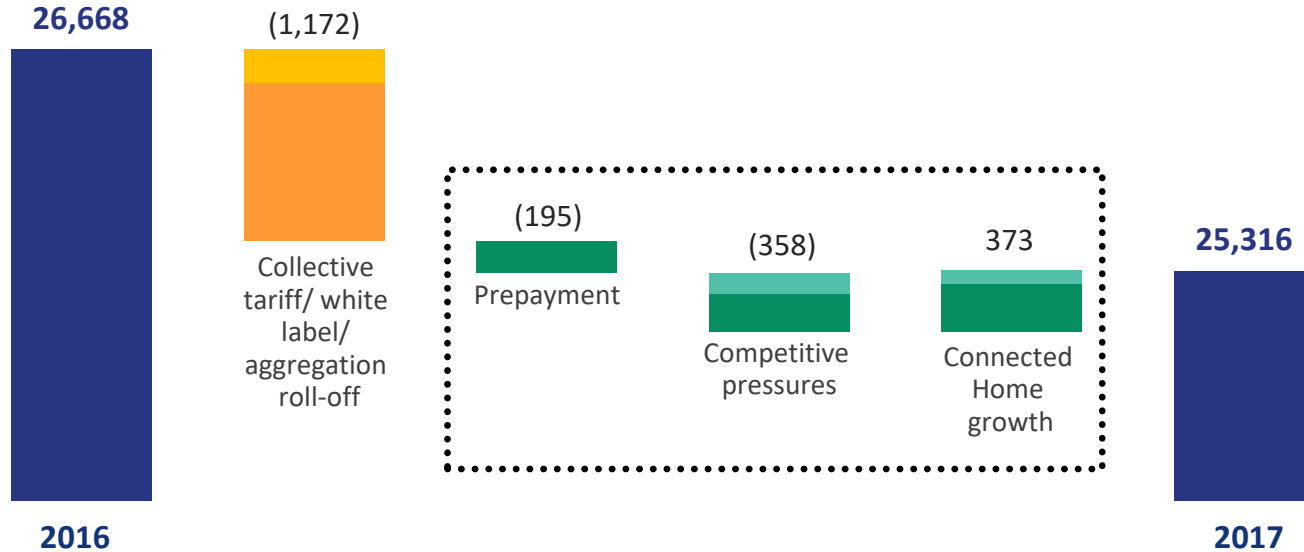 26,668
(1,172)
(195)
(358)
373
25,316
Collective
tariff/ white
label/
aggregation
roll-off
Prepayment
Competitive
pressures
Connected
Home
growth
2016
2017